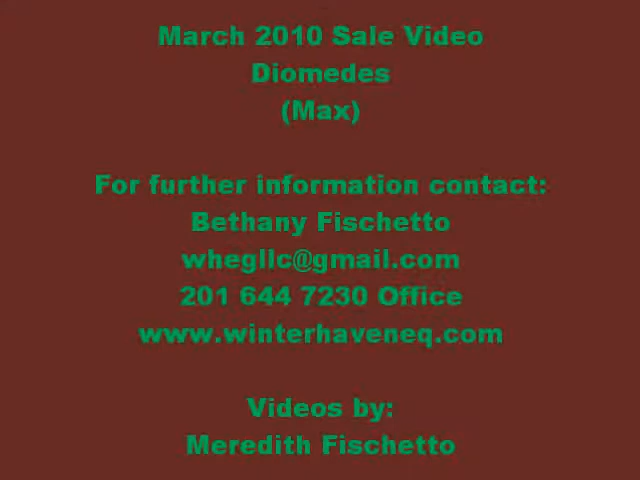 March 2010 Sale Video
Diomedes
(Max)
For further information contact:
Bethany Fischetto
whegllc@gmail.com
201 644 7230 Office
www.winterhaveneq.com
Videos by:
Meredith Fischetto